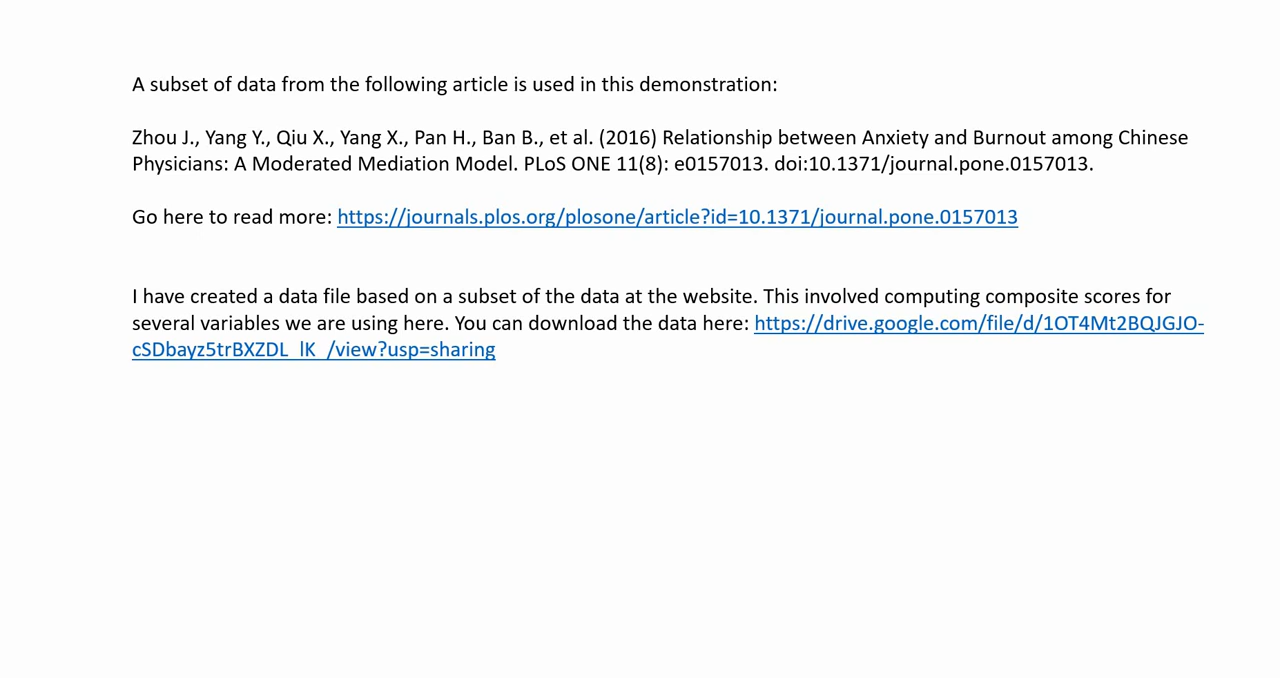 A subset of data from the following article is used in this demonstration:
Zhou J., Yang Y., Qiu X., Yang X., Pan H., Ban B., et al. (2016) Relationship between Anxiety and Burnout among Chinese
Physicians: A Moderated Mediation Model. PLoS ONE 11(8): e0157013. doi:10.1371/journal.pone.0157013.
Go here to read more: https://journals.plos.org/plosone/article?id=10.1371/journal.pone.0157013
I have created a data file based on a subset of the data at the website. This involved computing composite scores for
several variables we are using here. You can download the data here: https://drive.google.com/file/d/1OT4Mt2BQJGJO-
cSDbayz5trBXZDL_lK_/view?usp=sharing